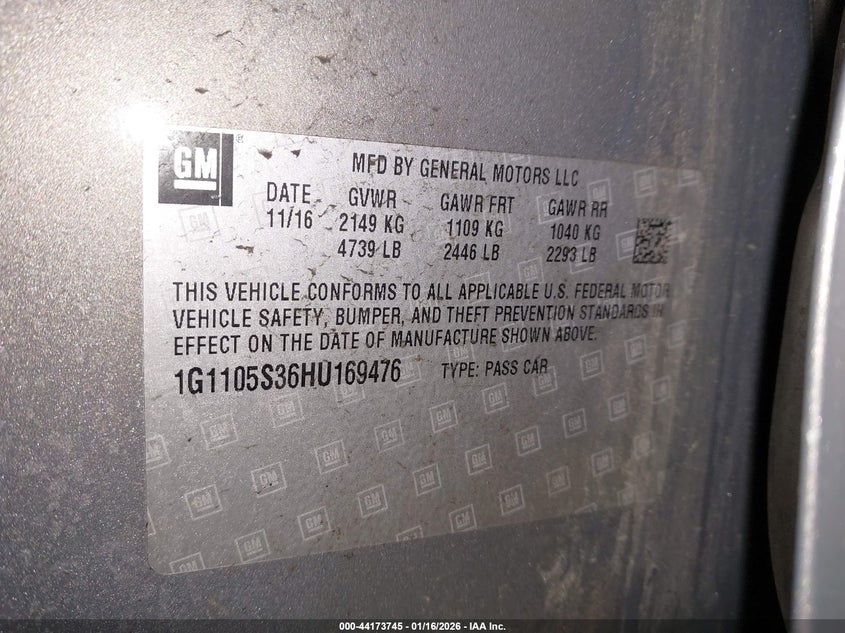 GM ® MFD BY GENERAL MOTORS LLC
DATE GVWR GAWR FRT GAWR RR
11/16 2149 KG 1109 KG 1040 KG
4739 LB 2446 LB 2293 LB
THIS VEHICLE CONFORMS TO ALL APPLICABLE U.S. FEDERAL MOTOR
VEHICLE SAFETY, BUMPER, AND THEFT PREVENTION STANDARDS IN
EFFECT ON THE DATE OF MANUFACTURE SHOWN ABOVE.
1G1105S36HU169476 TYPE: PASS CAR
000-44173745 - 01/16/2026 - IAA Inc.